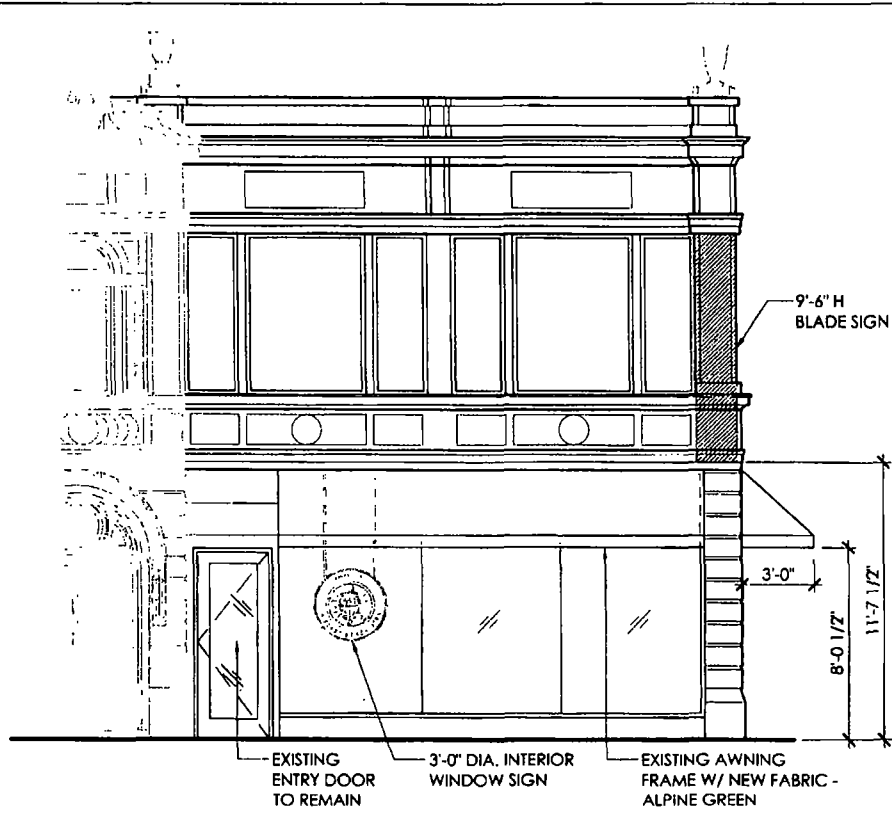 9'-6" H
BLADE SIGN
3'-0"
8'-0 1/2"
11'-7 1/2"
EXISTING
ENTRY DOOR
TO REMAIN
3'-0" DIA. INTERIOR
WINDOW SIGN
EXISTING AWNING
FRAME W/ NEW FABRIC -
ALPINE GREEN